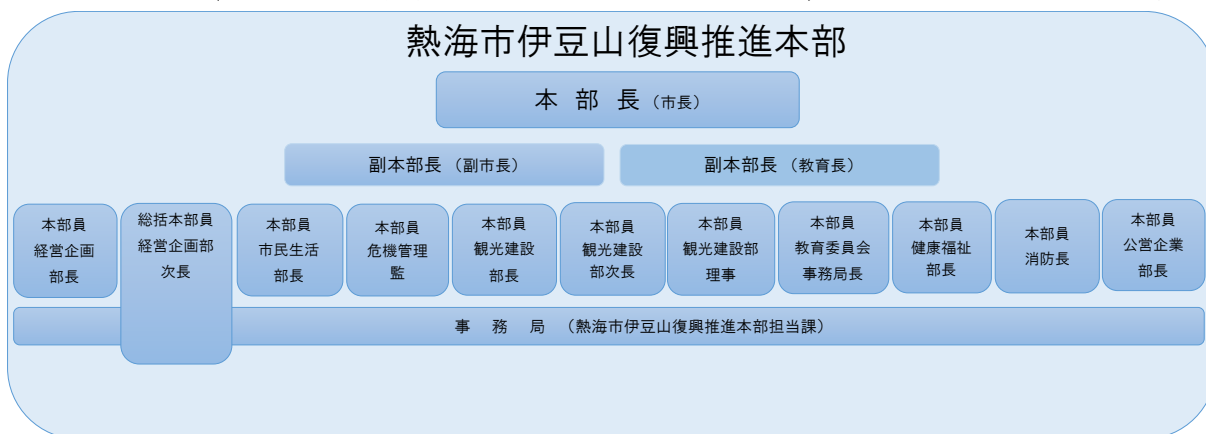 熱海市伊豆山復興推進本部
本 部 長（市長）
副本部長（副市長）
副本部長（教育長）
本部員
経営企画
部長
総括本部員
経営企画部
次長
本部員
市民生活
部長
本部員
危機管理
監
本部員
観光建設
部長
本部員
観光建設
部次長
本部員
観光建設部
理事
本部員
教育委員会
事務局長
本部員
健康福祉
部長
本部員
消防長
本部員
公営企業
部長
事 務 局 （熱海市伊豆山復興推進本部担当課）